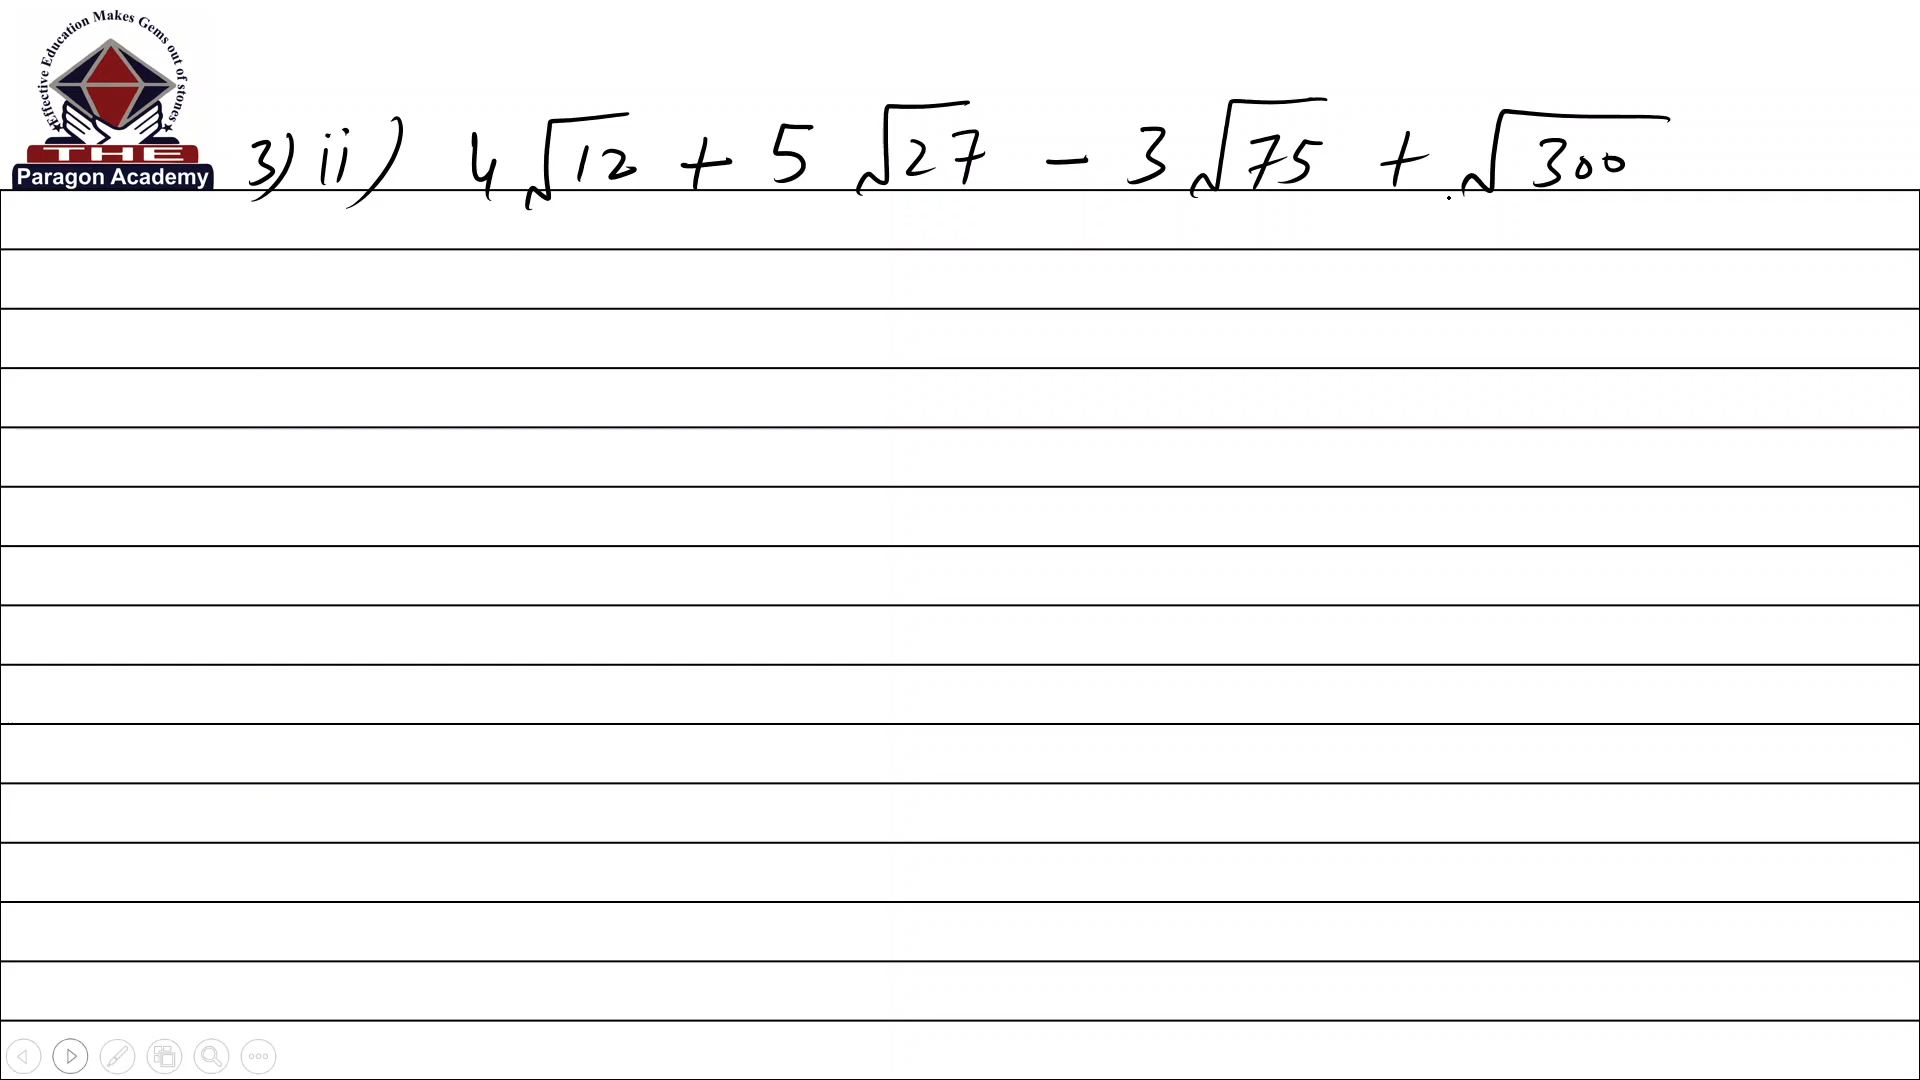 Effective Education Makes Gems out of stones
THE
Paragon Academy
3) ii) 4 √12 + 5 √27 - 3 √75 + √300